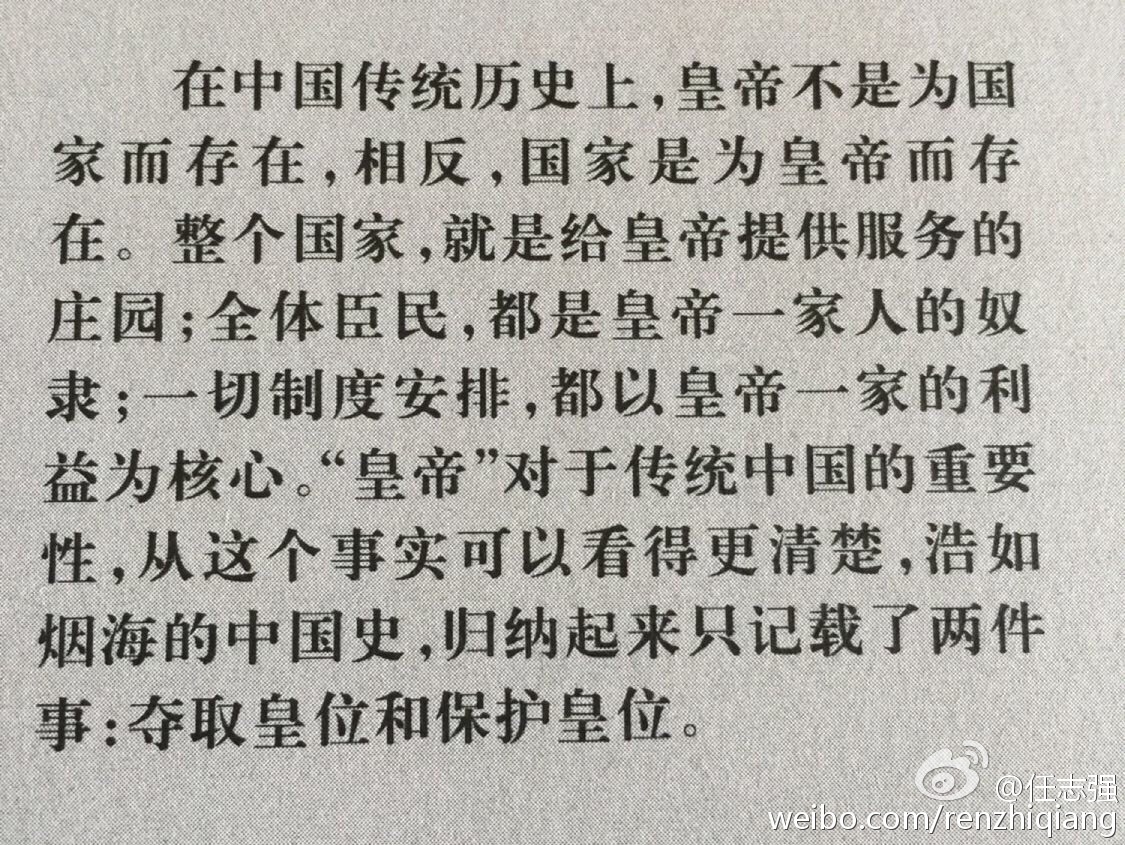 在中国传统历史上，皇帝不是为国
家而存在，相反，国家是为皇帝而存
在。整个国家，就是给皇帝提供服务的
庄园；全体臣民，都是皇帝一家人的奴
隶；一切制度安排，都以皇帝一家的利
益为核心。“皇帝”对于传统中国的重要
性，从这个事实可以看得更清楚，浩如
烟海的中国史，归纳起来只记载了两件
事：夺取皇位和保护皇位。
@任志强
weibo.com/renzhiqiang